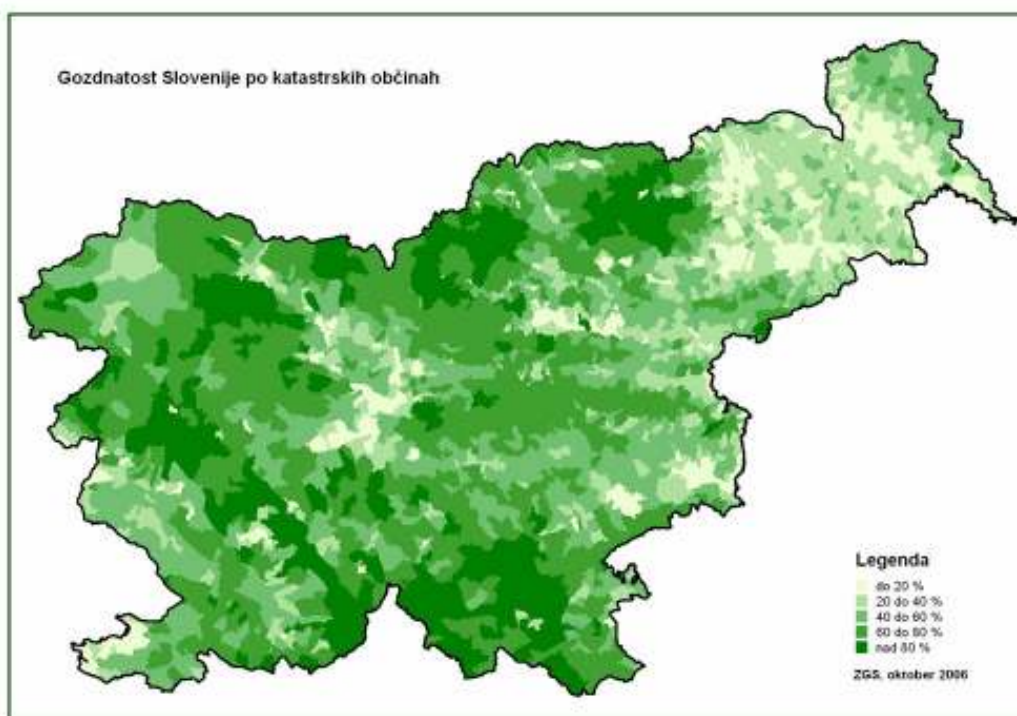 Gozdnatost Slovenije po katastrskih občinah
Legenda
do 20 %
20 do 40 %
40 do 60 %
60 do 80 %
nad 80 %
ZGS, oktober 2006